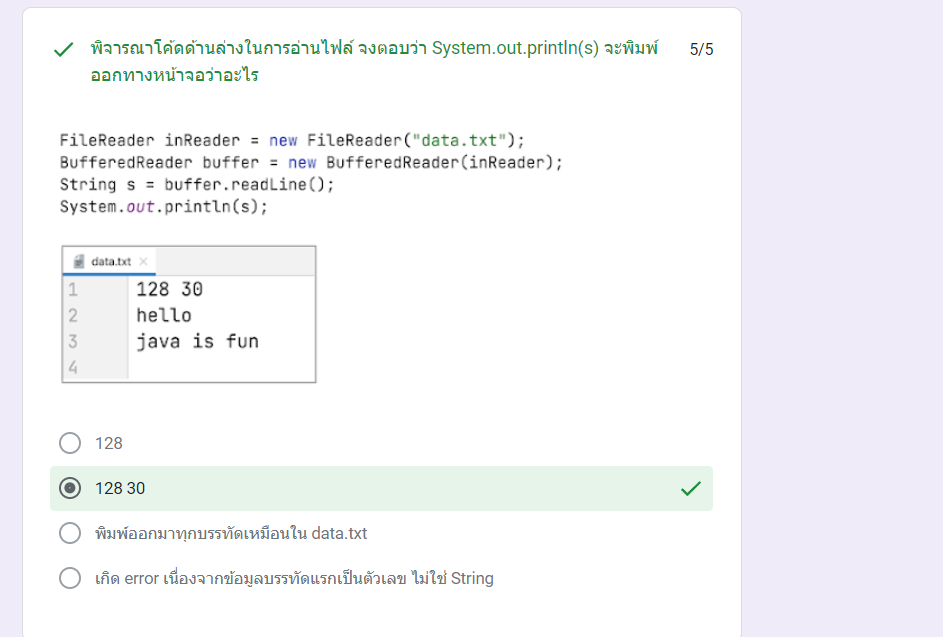 พิจารณาโค้ดด้านล่างในการอ่านไฟล์ จงตอบว่า System.out.println(s) จะพิมพ์ 5/5
ออกทางหน้าจอว่าอะไร
FileReader inReader = new FileReader("data.txt");
BufferedReader buffer = new BufferedReader(inReader);
String s = buffer.readLine();
System.out.println(s);
data.txt
1 128 30
2 hello
3 java is fun
4
128
128 30
พิมพ์ออกมาทุกบรรทัดเหมือนใน data.txt
เกิด error เนื่องจากข้อมูลบรรทัดแรกเป็นตัวเลข ไม่ใช่ String